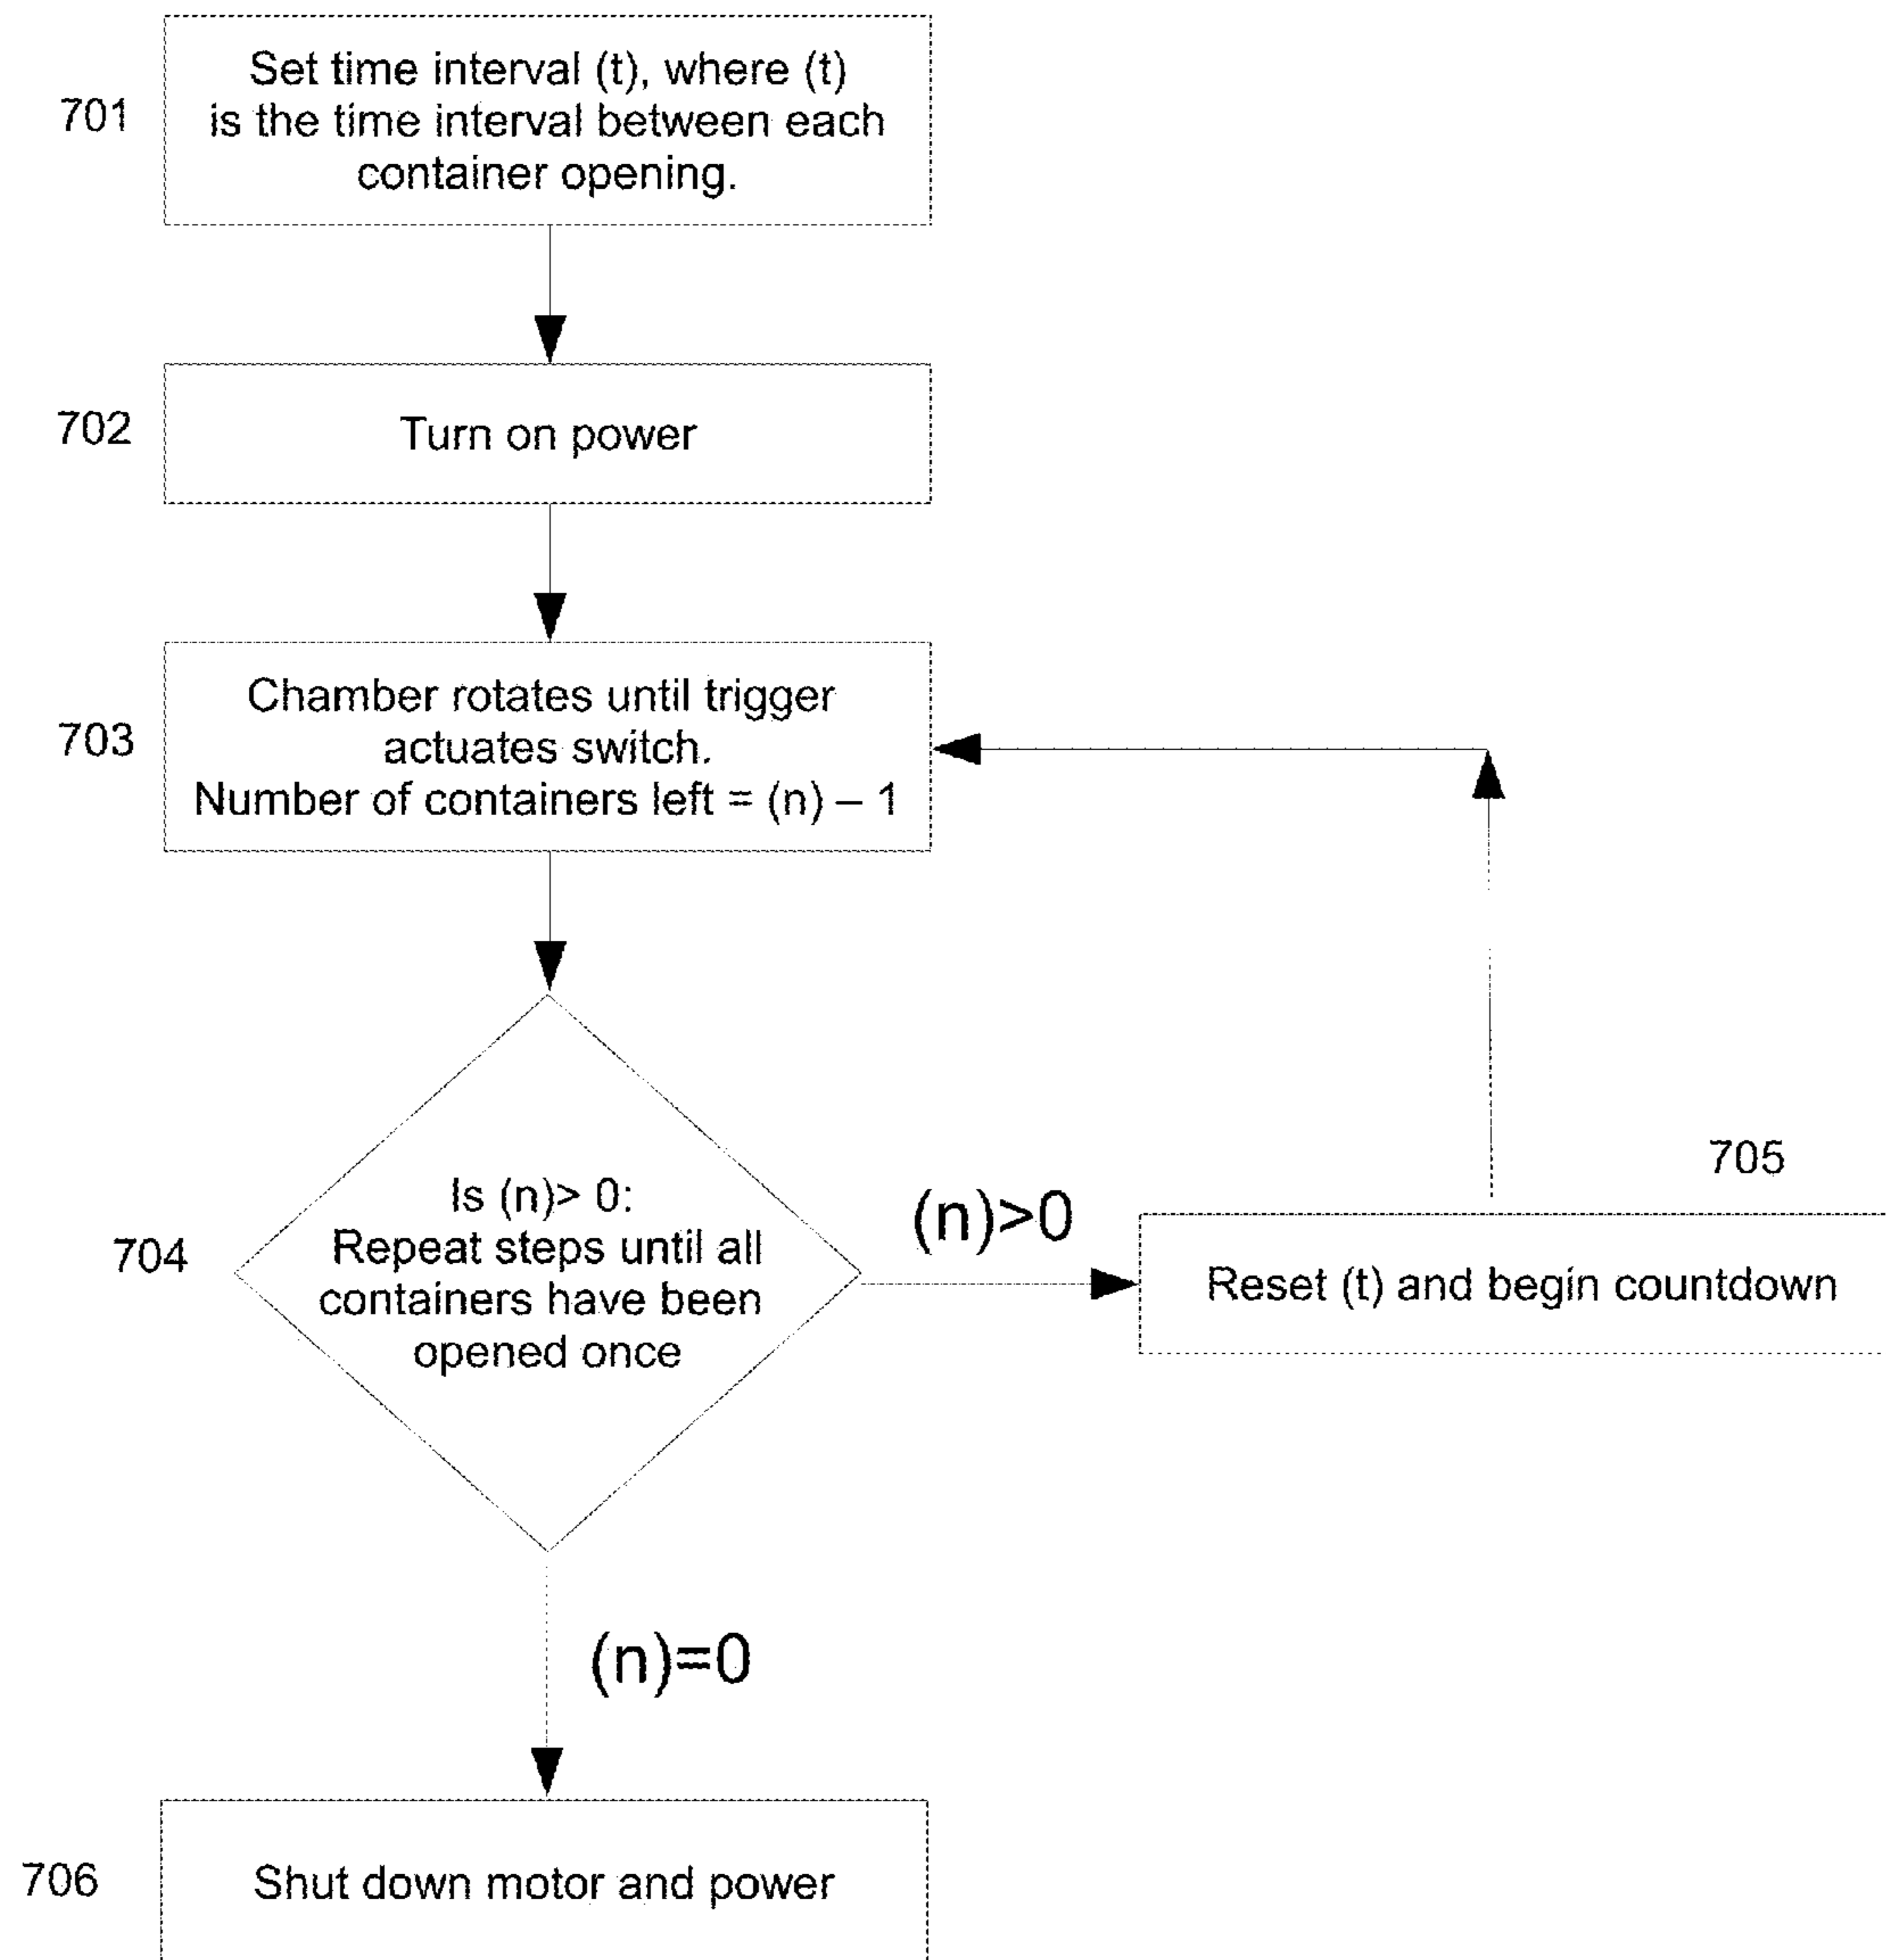 701
Set time interval (t), where (t)
is the time interval between each
container opening.
702
Turn on power
703
Chamber rotates until trigger
actuates switch.
Number of containers left = (n) – 1
704
Is (n)> 0:
Repeat steps until all
containers have been
opened once
(n)>0
705
Reset (t) and begin countdown
(n)=0
706
Shut down motor and power